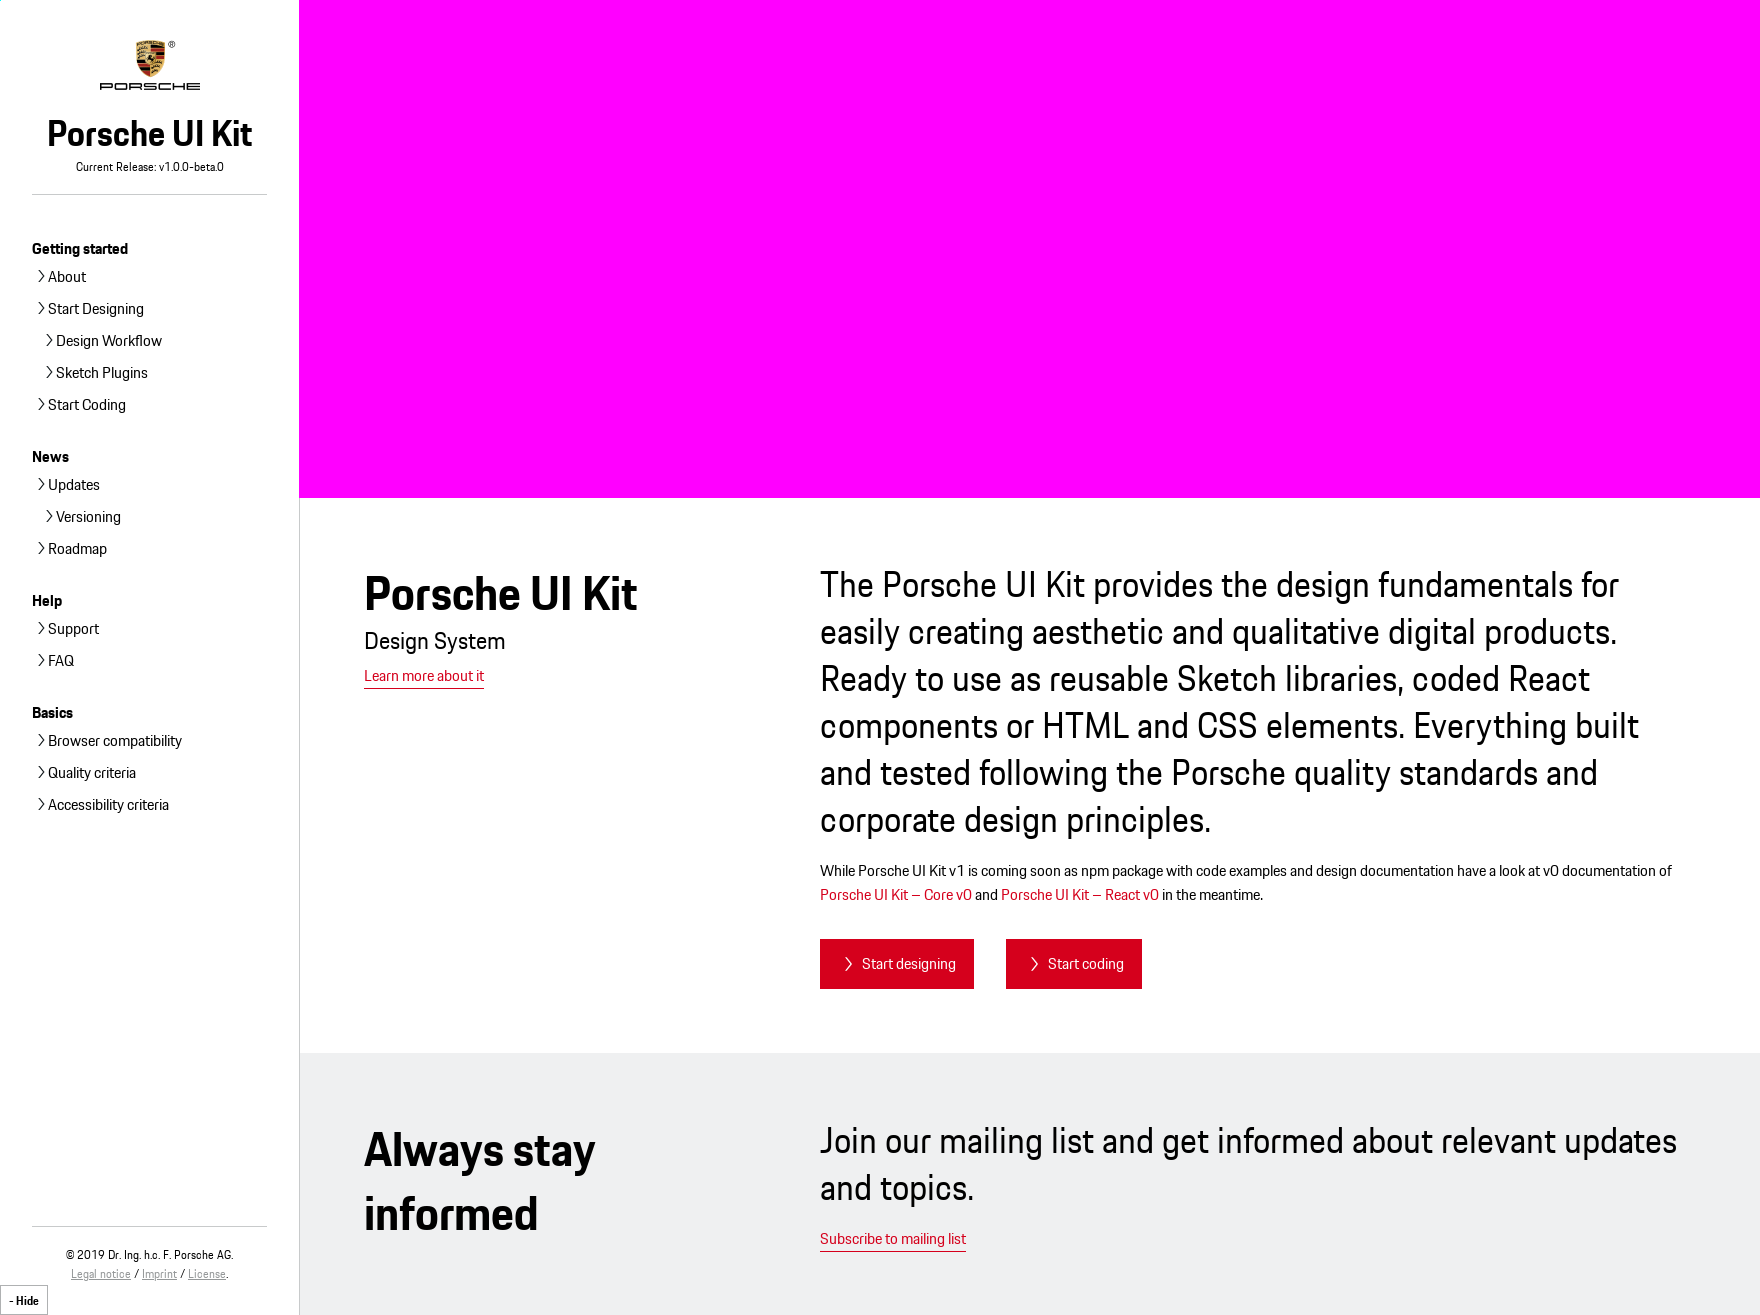 ®
PORSCHE
Porsche UI Kit
Current Release: v1.0.0-beta.0
Getting started
About
Start Designing
Design Workflow
Sketch Plugins
Start Coding
News
Updates
Versioning
Roadmap
Help
Support
FAQ
Basics
Browser compatibility
Quality criteria
Accessibility criteria
© 2019 Dr. Ing. h.c. F. Porsche AG.
Legal notice / Imprint / License.
- Hide
Porsche UI Kit
Design System
Learn more about it
The Porsche UI Kit provides the design fundamentals for
easily creating aesthetic and qualitative digital products.
Ready to use as reusable Sketch libraries, coded React
components or HTML and CSS elements. Everything built
and tested following the Porsche quality standards and
corporate design principles.
While Porsche UI Kit v1 is coming soon as npm package with code examples and design documentation have a look at v0 documentation of
Porsche UI Kit – Core v0 and Porsche UI Kit – React v0 in the meantime.
Start designing
Start coding
Always stay
informed
Join our mailing list and get informed about relevant updates
and topics.
Subscribe to mailing list